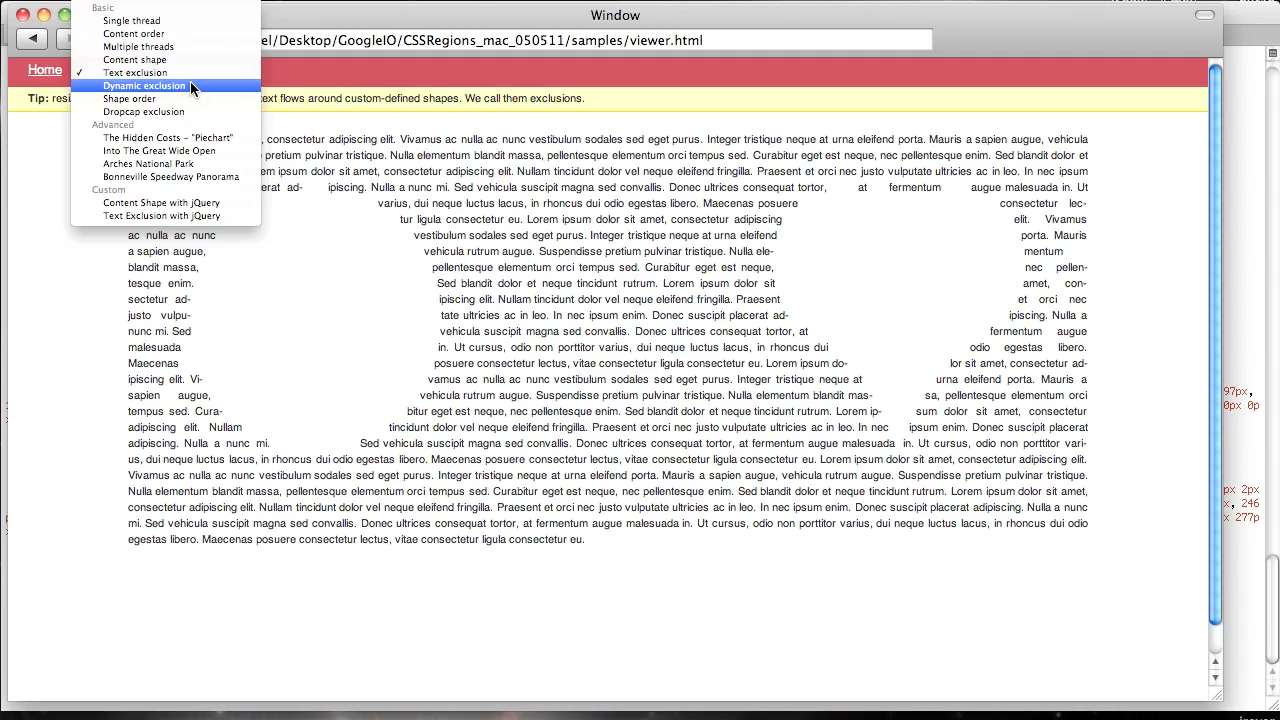 Window
el/Desktop/GoogleIO/CSSRegions_mac_050511/samples/viewer.html
Home
Basic
Single thread
Content order
Multiple threads
Content shape
✓ Text exclusion
Dynamic exclusion
Shape order
Dropcap exclusion
Advanced
The Hidden Costs - "Piechart"
Into The Great Wide Open
Arches National Park
Bonneville Speedway Panorama
Custom
Content Shape with jQuery
Text Exclusion with jQuery
Tip: resi ext flows around custom-defined shapes. We call them exclusions.
, consectetur adipiscing elit. Vivamus ac nulla ac nunc vestibulum sodales sed eget purus. Integer tristique neque at urna eleifend porta. Mauris a sapien augue, vehicula
pretium pulvinar tristique. Nulla elementum blandit massa, pellentesque elementum orci tempus sed. Curabitur eget est neque, nec pellentesque enim. Sed blandit dolor et
neque tincidunt rutrum. Lorem ipsum dolor sit amet, consectetur adipiscing elit. Nullam tincidunt dolor vel neque eleifend fringilla. Praesent et orci nec justo vulputate ultricies ac in leo. In nec ipsum
erat ad- ipiscing. Nulla a nunc mi. Sed vehicula suscipit magna sed convallis. Donec ultrices consequat tortor, at fermentum augue malesuada in. Ut
varius, dui neque luctus lacus, in rhoncus dui odio egestas libero. Maecenas posuere consectetur lec-
tur ligula consectetur eu. Lorem ipsum dolor sit amet, consectetur adipiscing elit. Vivamus
ac nulla ac nunc vestibulum sodales sed eget purus. Integer tristique neque at urna eleifend porta. Mauris
a sapien augue, vehicula rutrum augue. Suspendisse pretium pulvinar tristique. Nulla ele- mentum
blandit massa, pellentesque elementum orci tempus sed. Curabitur eget est neque, nec pellen-
tesque enim. Sed blandit dolor et neque tincidunt rutrum. Lorem ipsum dolor sit amet, con-
sectetur ad- ipiscing elit. Nullam tincidunt dolor vel neque eleifend fringilla. Praesent et orci nec
justo vulpu- tate ultricies ac in leo. In nec ipsum enim. Donec suscipit placerat ad- ipiscing. Nulla a
nunc mi. Sed vehicula suscipit magna sed convallis. Donec ultrices consequat tortor, at fermentum augue
malesuada in. Ut cursus, odio non porttitor varius, dui neque luctus lacus, in rhoncus dui odio egestas libero.
Maecenas posuere consectetur lectus, vitae consectetur ligula consectetur eu. Lorem ipsum do- lor sit amet, consectetur ad-
ipiscing elit. Vi- vamus ac nulla ac nunc vestibulum sodales sed eget purus. Integer tristique neque at urna eleifend porta. Mauris a
sapien augue, vehicula rutrum augue. Suspendisse pretium pulvinar tristique. Nulla elementum blandit mas- sa, pellentesque elementum orci
tempus sed. Cura- bitur eget est neque, nec pellentesque enim. Sed blandit dolor et neque tincidunt rutrum. Lorem ip- sum dolor sit amet, consectetur
adipiscing elit. Nullam tincidunt dolor vel neque eleifend fringilla. Praesent et orci nec justo vulputate ultricies ac in leo. In nec ipsum enim. Donec suscipit placerat
adipiscing. Nulla a nunc mi. Sed vehicula suscipit magna sed convallis. Donec ultrices consequat tortor, at fermentum augue malesuada in. Ut cursus, odio non porttitor vari-
us, dui neque luctus lacus, in rhoncus dui odio egestas libero. Maecenas posuere consectetur lectus, vitae consectetur ligula consectetur eu. Lorem ipsum dolor sit amet, consectetur adipiscing elit.
Vivamus ac nulla ac nunc vestibulum sodales sed eget purus. Integer tristique neque at urna eleifend porta. Mauris a sapien augue, vehicula rutrum augue. Suspendisse pretium pulvinar tristique.
Nulla elementum blandit massa, pellentesque elementum orci tempus sed. Curabitur eget est neque, nec pellentesque enim. Sed blandit dolor et neque tincidunt rutrum. Lorem ipsum dolor sit amet,
consectetur adipiscing elit. Nullam tincidunt dolor vel neque eleifend fringilla. Praesent et orci nec justo vulputate ultricies ac in leo. In nec ipsum enim. Donec suscipit placerat adipiscing. Nulla a nunc
mi. Sed vehicula suscipit magna sed convallis. Donec ultrices consequat tortor, at fermentum augue malesuada in. Ut cursus, odio non porttitor varius, dui neque luctus lacus, in rhoncus dui odio
egestas libero. Maecenas posuere consectetur lectus, vitae consectetur ligula consectetur eu.
97px,
0px 0p
px 2px
, 246
x 277p